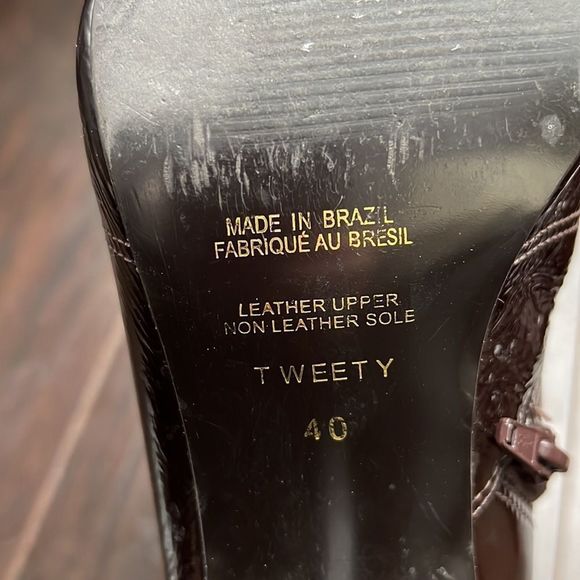 MADE IN BRAZIL
FABRIQUÉ AU BRESIL
LEATHER UPPER
NON LEATHER SOLE
TWEETY
40